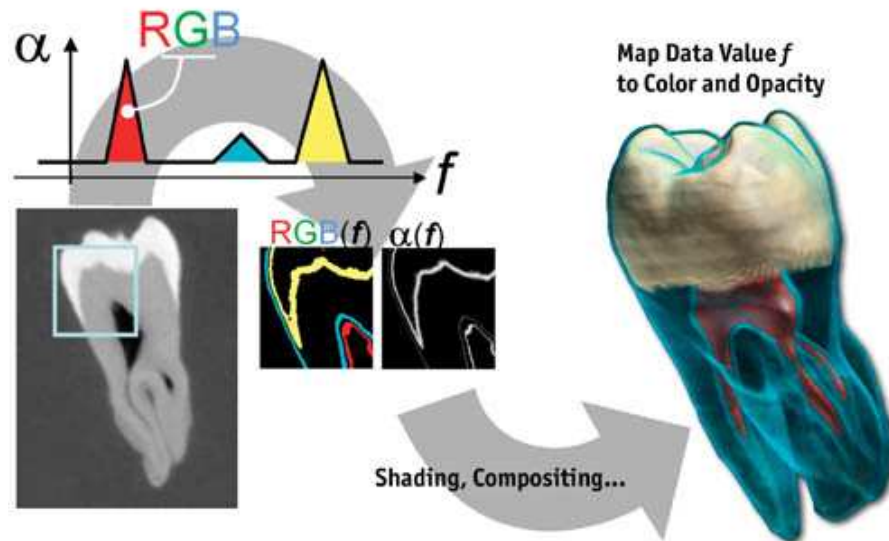 α
RGB
f
Map Data Value f
to Color and Opacity
RGB(f)
α(f)
Shading, Compositing...